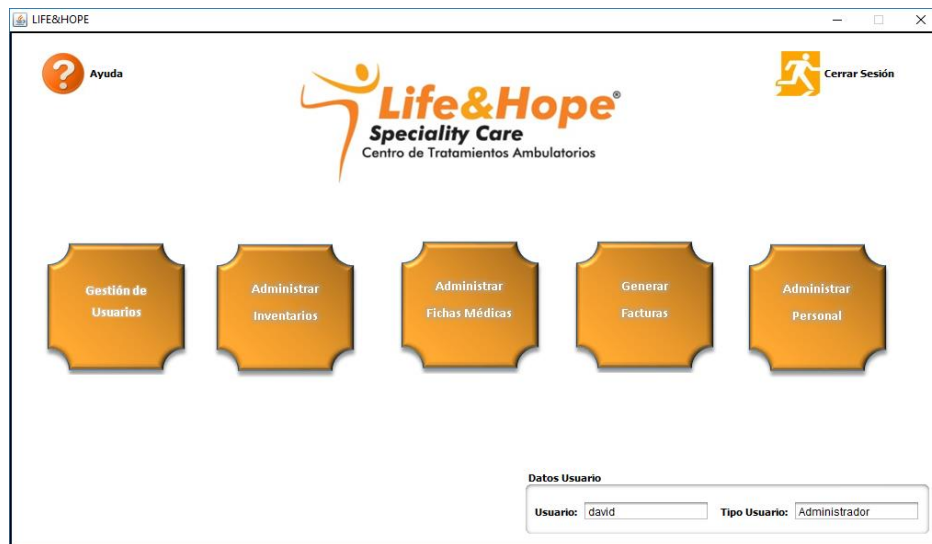 LIFE&HOPE
Ayuda
Cerrar Sesión
Life&Hope®
Speciality Care
Centro de Tratamientos Ambulatorios
Gestión de
Usuarios
Administrar
Inventarios
Administrar
Fichas Médicas
Generar
Facturas
Administrar
Personal
Datos Usuario
Usuario: david Tipo Usuario: Administrador